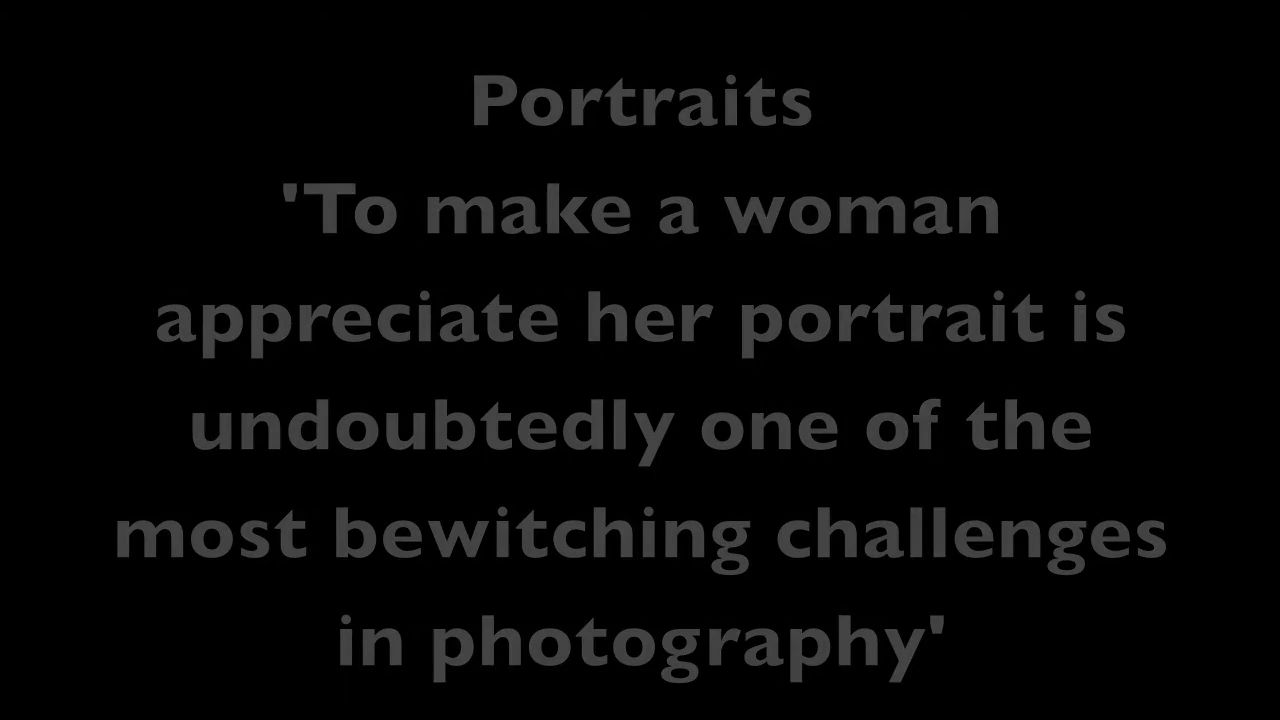 Portraits
'To make a woman
appreciate her portrait is
undoubtedly one of the
most bewitching challenges
in photography'